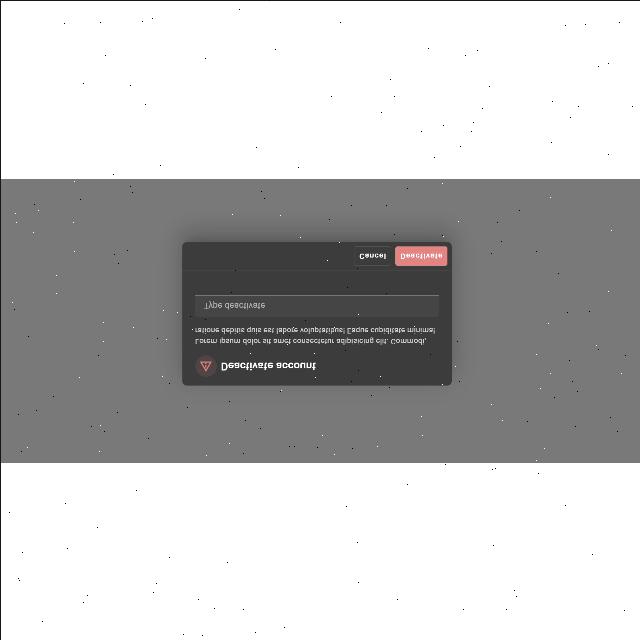 Deactivate account
Lorem ipsum dolor sit amet consectetur adipisicing elit. Commodi,
ratione debitis quis est labore voluptatibus! Eaque cupiditate minima!
Type deactivate
Cancel
Deactivate